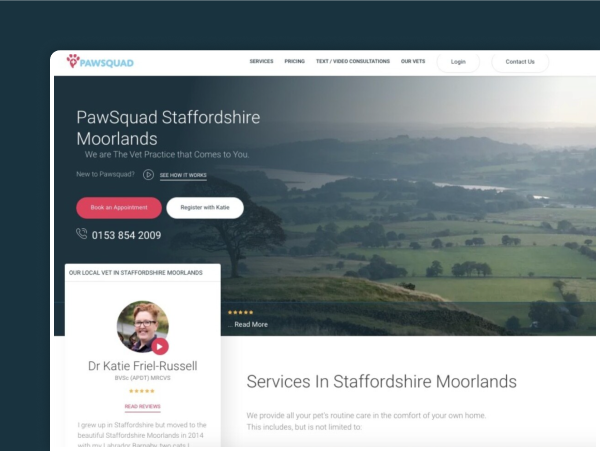 PAWSQUAD
SERVICES PRICING TEXT / VIDEO CONSULTATIONS OUR VETS Login Contact Us
PawSquad Staffordshire
Moorlands
We are The Vet Practice that Comes to You.
New to Pawsquad? SEE HOW IT WORKS
Book an Appointment Register with Katie
0153 854 2009
OUR LOCAL VET IN STAFFORDSHIRE MOORLANDS
... Read More
Dr Katie Friel-Russell
BVSc (APDT) MRCVS
READ REVIEWS
I grew up in Staffordshire but moved to the
beautiful Staffordshire Moorlands in 2014
with my Labrador Barnaby, two cats I
Services In Staffordshire Moorlands
We provide all your pet's routine care in the comfort of your own home.
This includes, but is not limited to: